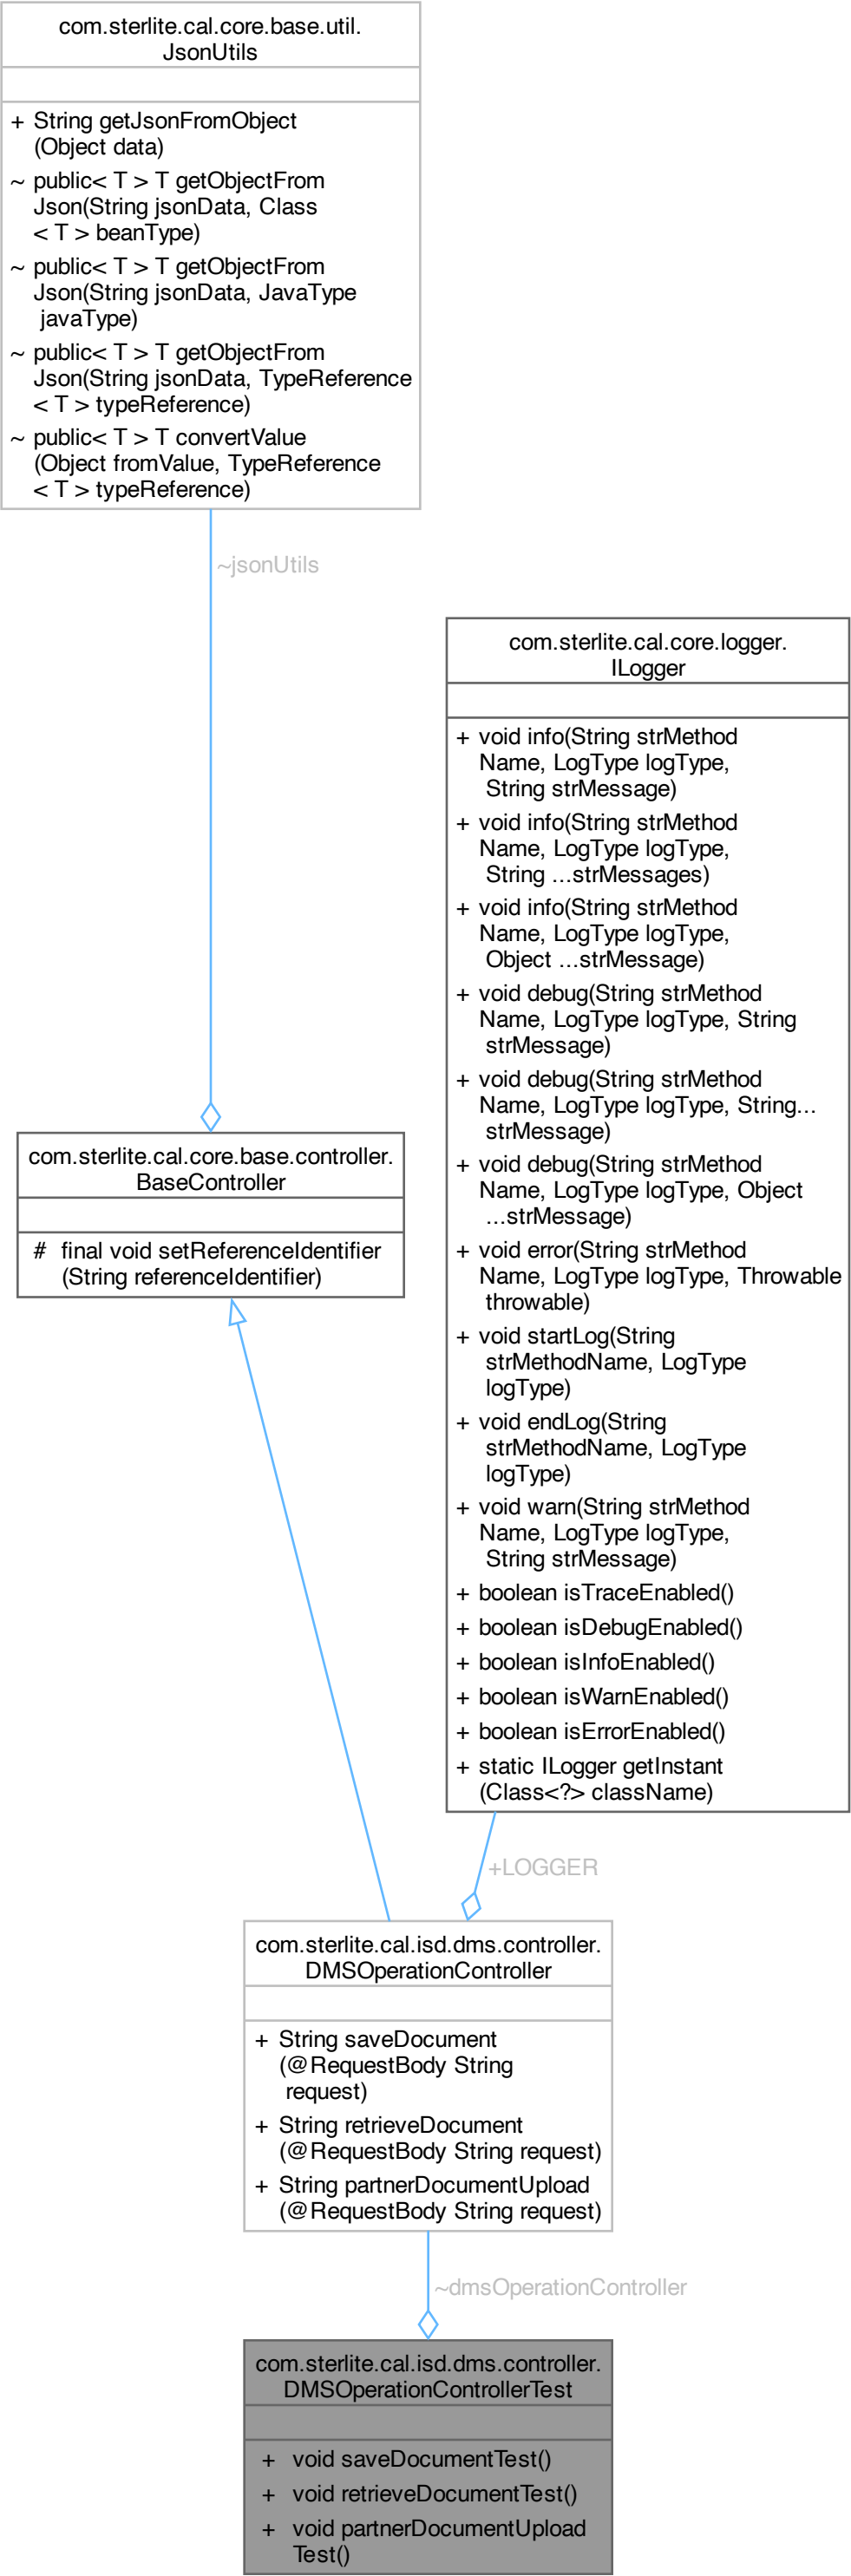 com.sterlite.cal.core.base.util.
JsonUtils
+ String getJsonFromObject
(Object data)
~ public< T > T getObjectFrom
Json(String jsonData, Class
< T > beanType)
~ public< T > T getObjectFrom
Json(String jsonData, JavaType
javaType)
~ public< T > T getObjectFrom
Json(String jsonData, TypeReference
< T > typeReference)
~ public< T > T convertValue
(Object fromValue, TypeReference
< T > typeReference)
~jsonUtils
com.sterlite.cal.core.logger.
ILogger
+ void info(String strMethod
Name, LogType logType,
String strMessage)
+ void info(String strMethod
Name, LogType logType,
String ...strMessages)
+ void info(String strMethod
Name, LogType logType,
Object ...strMessage)
+ void debug(String strMethod
Name, LogType logType, String
strMessage)
+ void debug(String strMethod
Name, LogType logType, String...
strMessage)
+ void debug(String strMethod
Name, LogType logType, Object
...strMessage)
+ void error(String strMethod
Name, LogType logType, Throwable
throwable)
+ void startLog(String
strMethodName, LogType
logType)
+ void endLog(String
strMethodName, LogType
logType)
+ void warn(String strMethod
Name, LogType logType,
String strMessage)
+ boolean isTraceEnabled()
+ boolean isDebugEnabled()
+ boolean isInfoEnabled()
+ boolean isWarnEnabled()
+ boolean isErrorEnabled()
+ static ILogger getInstant
(Class<?> className)
com.sterlite.cal.core.base.controller.
BaseController
# final void setReferenceIdentifier
(String referenceIdentifier)
+LOGGER
com.sterlite.cal.isd.dms.controller.
DMSOperationController
+ String saveDocument
(@RequestBody String
request)
+ String retrieveDocument
(@RequestBody String request)
+ String partnerDocumentUpload
(@RequestBody String request)
~dmsOperationController
com.sterlite.cal.isd.dms.controller.
DMSOperationControllerTest
+ void saveDocumentTest()
+ void retrieveDocumentTest()
+ void partnerDocumentUpload
Test()